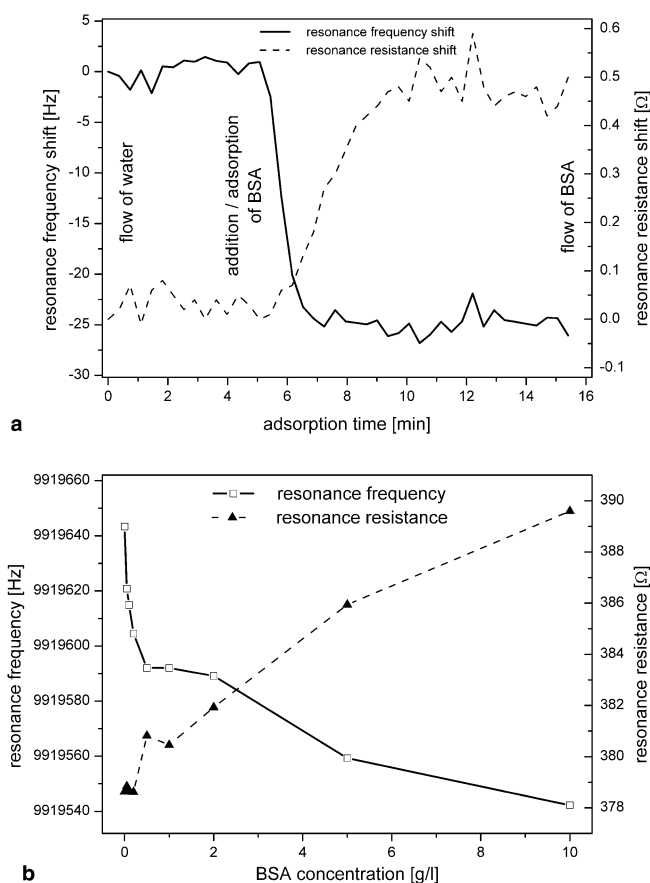 resonance frequency shift
resonance resistance shift
resonance frequency shift [Hz]
5
0
-5
-10
-15
-20
-25
-30
flow of water
addition / adsorption
of BSA
flow of BSA
0.6
0.5
0.4
0.3
0.2
0.1
0.0
-0.1
resonance resistance shift [Ω]
0 2 4 6 8 10 12 14 16
adsorption time [min]
a
resonance frequency
resonance resistance
resonance frequency [Hz]
9919660
9919640
9919620
9919600
9919580
9919560
9919540
390
388
386
384
382
380
378
resonance resistance [Ω]
0 2 4 6 8 10
BSA concentration [g/l]
b